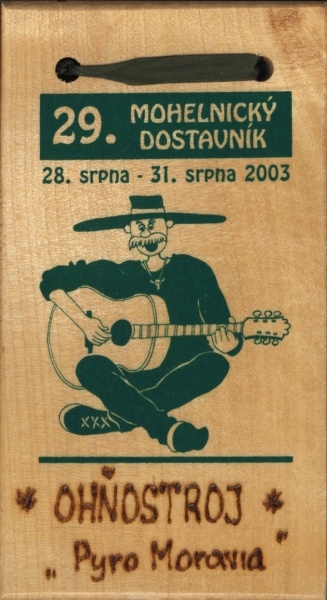 29. MOHELNICKÝ
DOSTAVNÍK
28. srpna - 31. srpna 2003
* OHŇOSTROJ *
„Pyro Moravia"